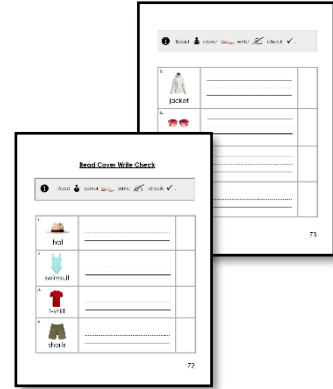 Read Cover Write Check
Read cover write check ✓.
1.
hat
2.
swimsuit
3.
t-shirt
4.
shorts
72
Read cover write check ✓.
5.
jacket
6.
73